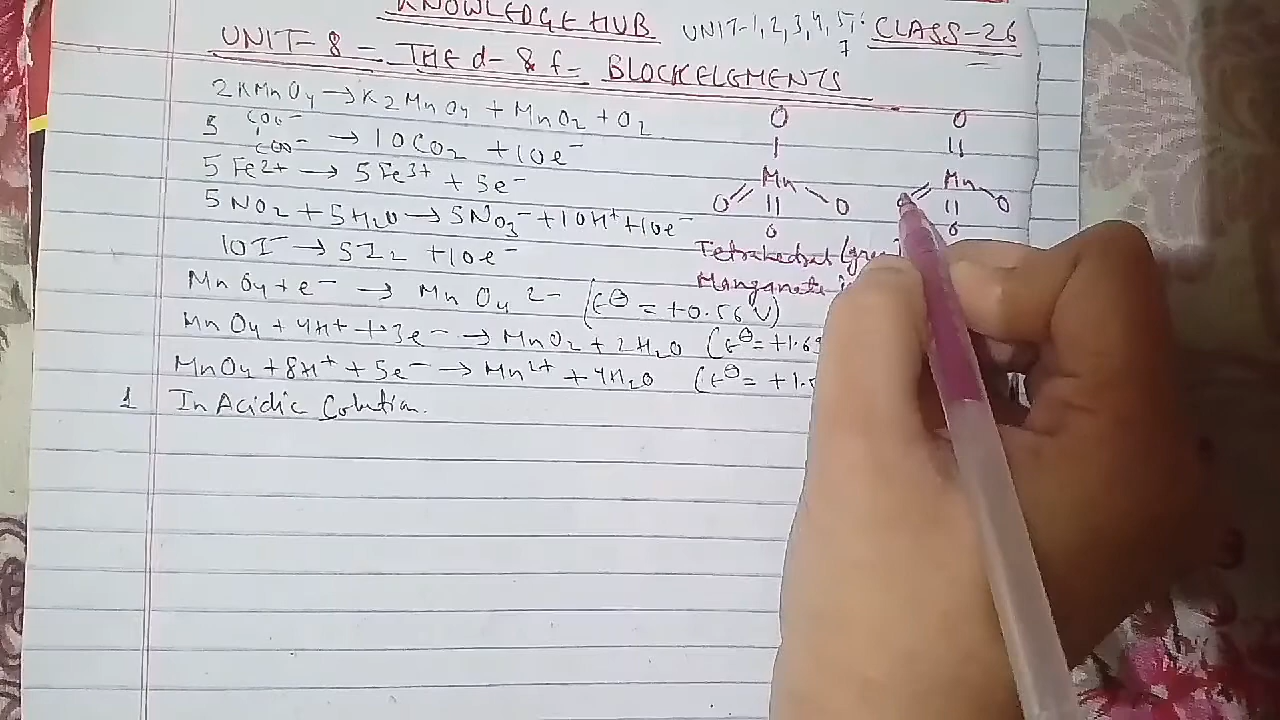 KNOWLEDGE HUB UNIT-1,2,3,4,5,6 CLASS-26
7
UNIT-8 - THE d- & f- BLOCK ELEMENTS
2KMnO4 → K2MnO4 + MnO2 + O2
5 COO-
COO- → 10CO2 + 10e-
5Fe2+ → 5Fe3+ + 5e-
5NO2 + 5H2O → 5NO3- + 10H+ + 10e-
10I- → 5I2 + 10e-
MnO4 + e- → MnO4 2- (E⊖ = +0.56V)
MnO4 + 4H+ + 3e- → MnO2 + 2H2O (E⊖ = +1.69
MnO4 + 8H+ + 5e- → Mn2+ + 4H2O (E⊖ = +1.5
1 In Acidic Solution.
O
Mn
O O
O
Tetrahedral (green
Manganate
O
Mn
O O
O